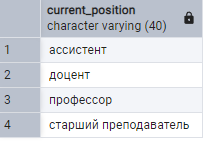 current_position
character varying (40)
1 ассистент
2 доцент
3 профессор
4 старший преподаватель